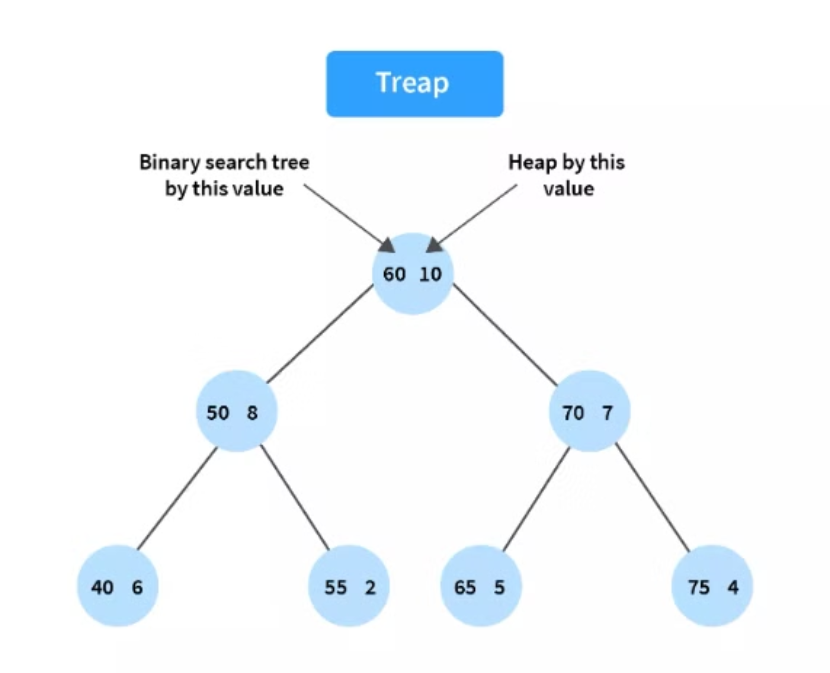 Treap
Binary search tree
by this value
Heap by this
value
60 10
50 8
70 7
40 6
55 2
65 5
75 4